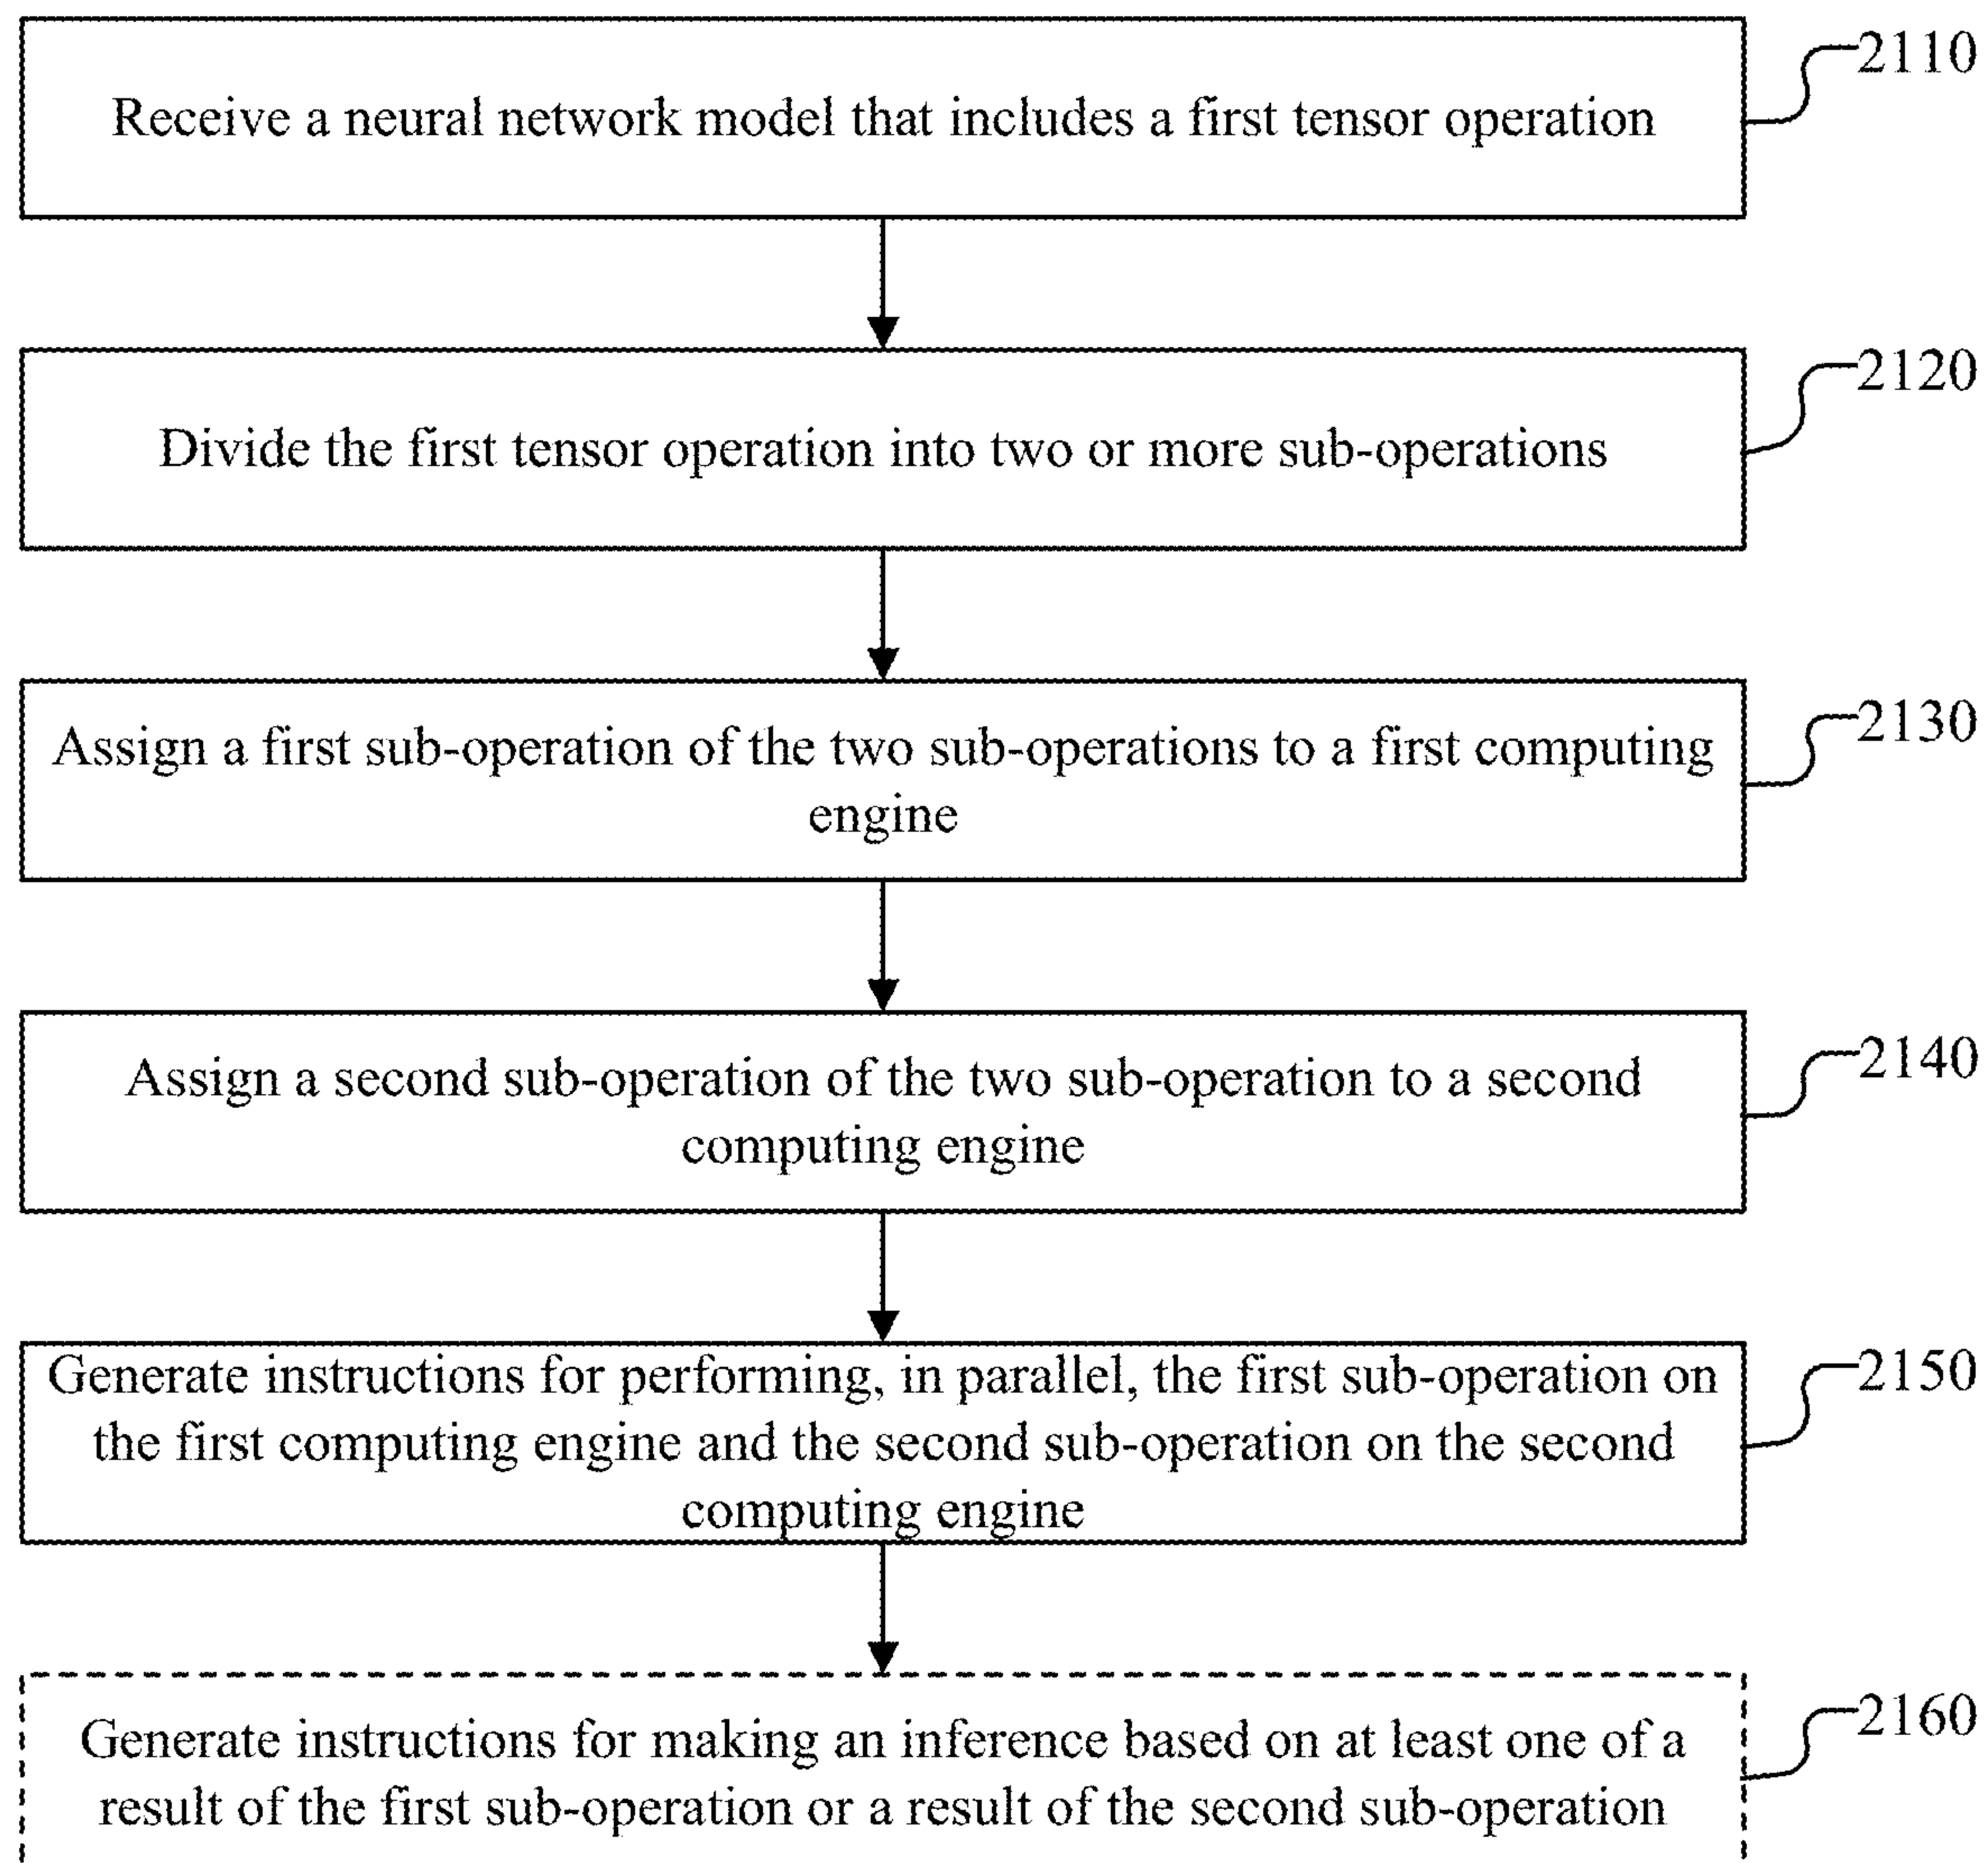 Receive a neural network model that includes a first tensor operation
2110
Divide the first tensor operation into two or more sub-operations
2120
Assign a first sub-operation of the two sub-operations to a first computing
engine
2130
Assign a second sub-operation of the two sub-operation to a second
computing engine
2140
Generate instructions for performing, in parallel, the first sub-operation on
the first computing engine and the second sub-operation on the second
computing engine
2150
Generate instructions for making an inference based on at least one of a
result of the first sub-operation or a result of the second sub-operation
2160